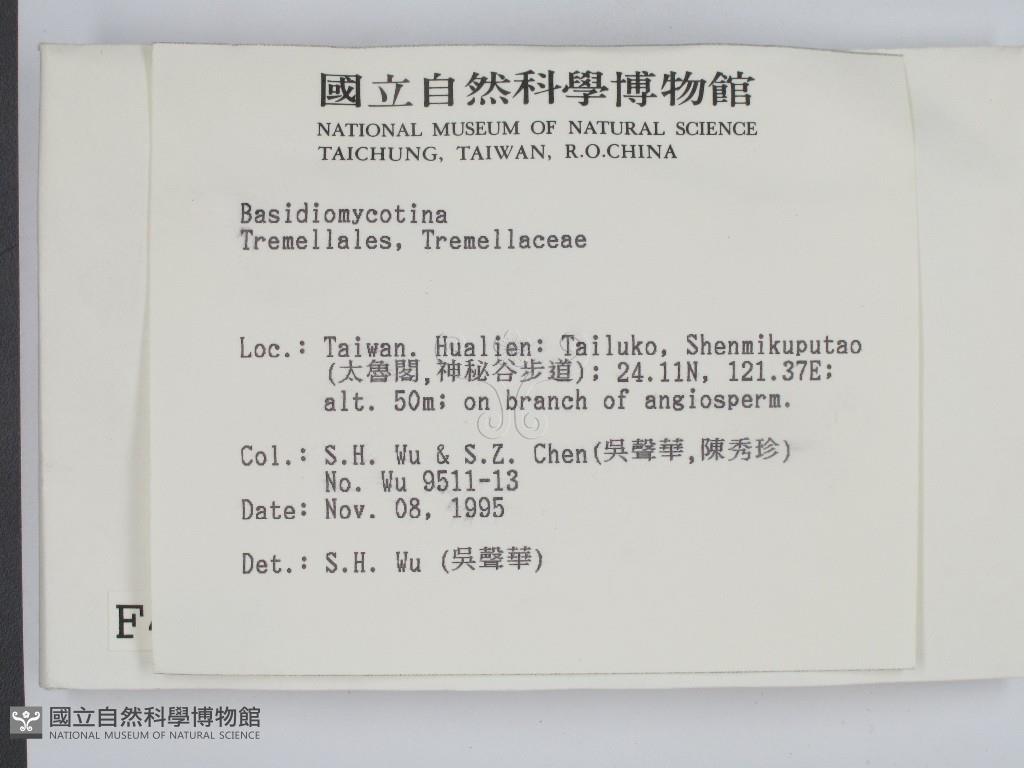 國立自然科學博物館
NATIONAL MUSEUM OF NATURAL SCIENCE
TAICHUNG, TAIWAN, R.O.CHINA
Basidiomycotina
Tremellales, Tremellaceae
Loc.: Taiwan. Hualien: Tailuko, Shenmikuputao
(太魯閣,神秘谷步道); 24.11N, 121.37E;
alt. 50m; on branch of angiosperm.
Col.: S.H. Wu & S.Z. Chen(吳聲華,陳秀珍)
No. Wu 9511-13
Date: Nov. 08, 1995
Det.: S.H. Wu (吳聲華)
F
國立自然科學博物館
NATIONAL MUSEUM OF NATURAL SCIENCE